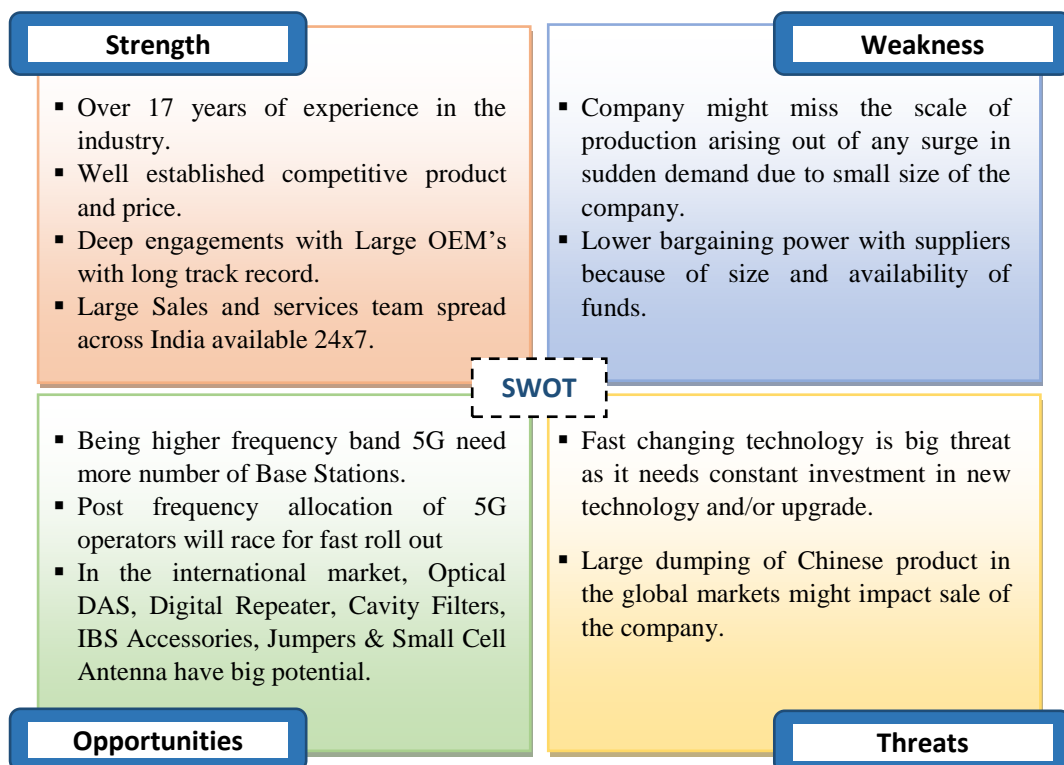 Strength
▪ Over 17 years of experience in the
industry.
▪ Well established competitive product
and price.
▪ Deep engagements with Large OEM's
with long track record.
▪ Large Sales and services team spread
across India available 24x7.
Weakness
▪ Company might miss the scale of
production arising out of any surge in
sudden demand due to small size of the
company.
▪ Lower bargaining power with suppliers
because of size and availability of
funds.
SWOT
▪ Being higher frequency band 5G need
more number of Base Stations.
▪ Post frequency allocation of 5G
operators will race for fast roll out
▪ In the international market, Optical
DAS, Digital Repeater, Cavity Filters,
IBS Accessories, Jumpers & Small Cell
Antenna have big potential.
Opportunities
▪ Fast changing technology is big threat
as it needs constant investment in new
technology and/or upgrade.
▪ Large dumping of Chinese product in
the global markets might impact sale of
the company.
Threats